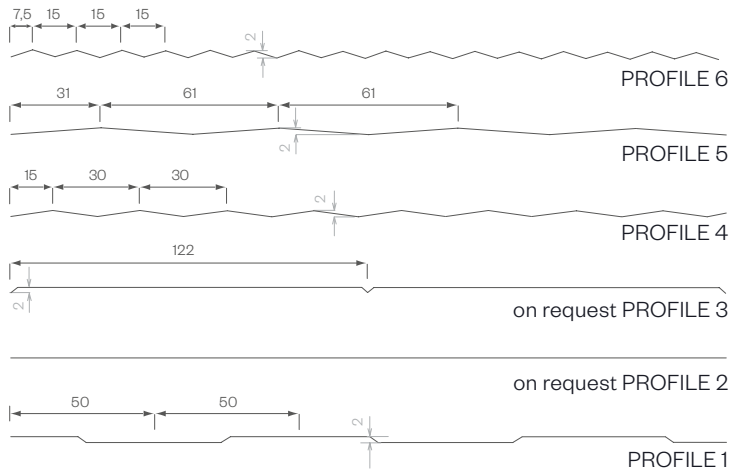 7,5 15 15 15
2
PROFILE 6
31 61 61
2
PROFILE 5
15 30 30
2
PROFILE 4
122
2
on request PROFILE 3
on request PROFILE 2
50 50
2
PROFILE 1